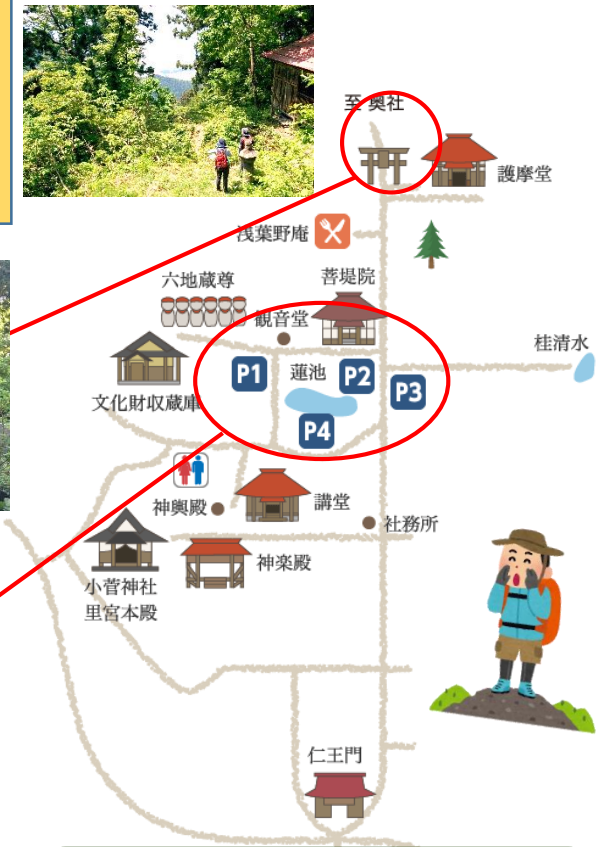 至 奥社
護摩堂
浅葉野庵
六地蔵尊
菩堤院
観音堂
桂清水
P1
蓮池
P2
P3
文化財収蔵庫
P4
神輿殿
講堂
社務所
小菅神社
里宮本殿
神楽殿
仁王門